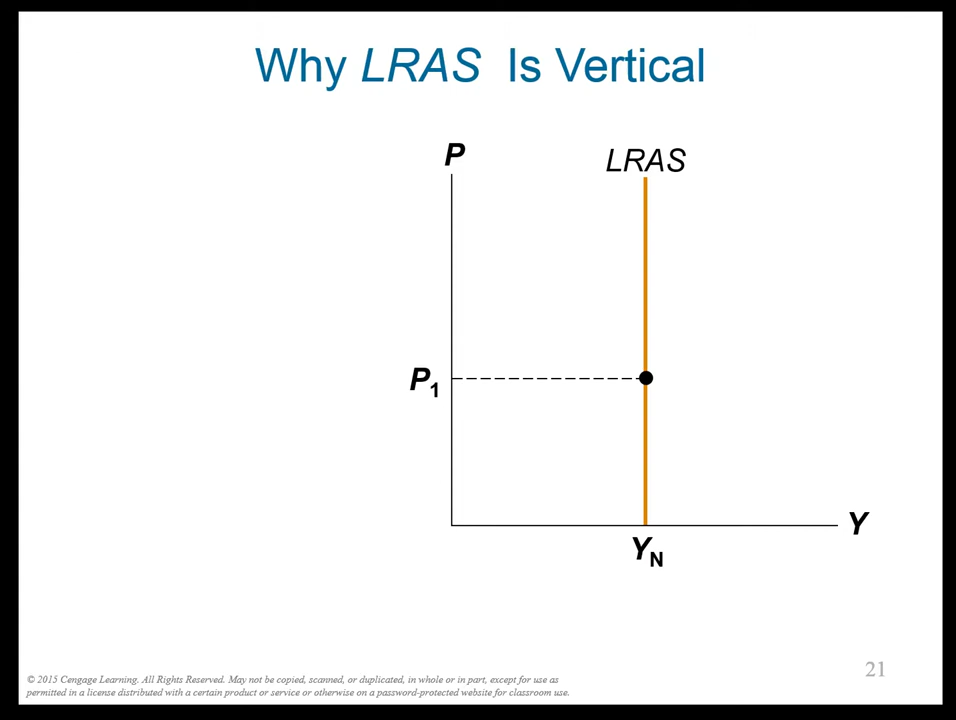 Why LRAS Is Vertical
P
LRAS
P1
Y
YN
© 2015 Cengage Learning. All Rights Reserved. May not be copied, scanned, or duplicated, in whole or in part, except for use as
permitted in a license distributed with a certain product or service or otherwise on a password-protected website for classroom use.
21